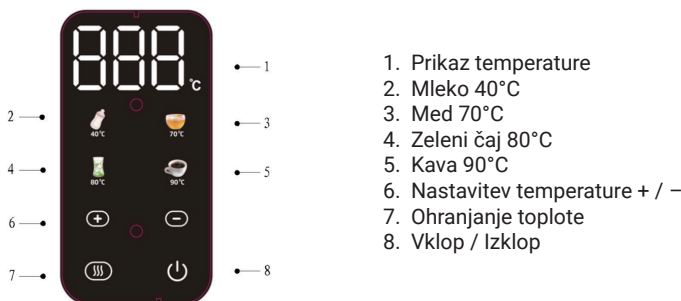 888 °C
1
2
40°C
70°C
3
4
80°C
90°C
5
6
+
−
7
8
1. Prikaz temperature
2. Mleko 40°C
3. Med 70°C
4. Zeleni čaj 80°C
5. Kava 90°C
6. Nastavitev temperature + / −
7. Ohranjanje toplote
8. Vklop / Izklop